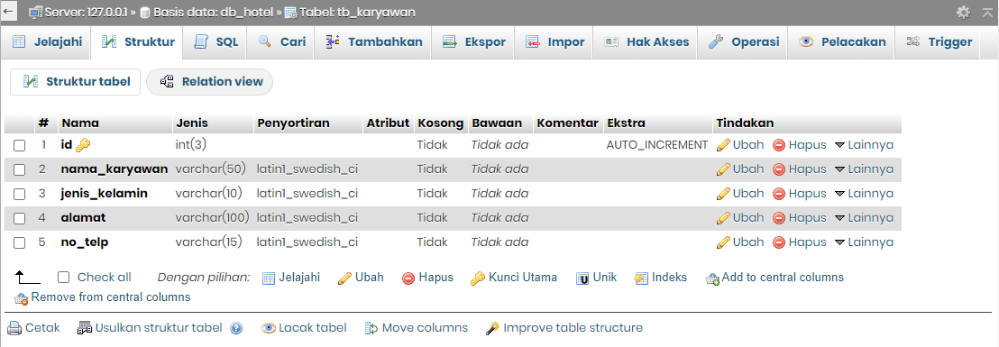 Server: 127.0.0.1 » Basis data: db_hotel » Tabel: tb_karyawan
Jelajahi Struktur SQL Cari Tambahkan Ekspor Impor Hak Akses Operasi Pelacakan Trigger
Struktur tabel Relation view
# Nama Jenis Penyortiran Atribut Kosong Bawaan Komentar Ekstra Tindakan
1 id int(3) Tidak Tidak ada AUTO_INCREMENT Ubah Hapus Lainnya
2 nama_karyawan varchar(50) latin1_swedish_ci Tidak Tidak ada Ubah Hapus Lainnya
3 jenis_kelamin varchar(10) latin1_swedish_ci Tidak Tidak ada Ubah Hapus Lainnya
4 alamat varchar(100) latin1_swedish_ci Tidak Tidak ada Ubah Hapus Lainnya
5 no_telp varchar(15) latin1_swedish_ci Tidak Tidak ada Ubah Hapus Lainnya
Check all Dengan pilihan: Jelajahi Ubah Hapus Kunci Utama Unik Indeks Add to central columns
Remove from central columns
Cetak Usulkan struktur tabel Lacak tabel Move columns Improve table structure